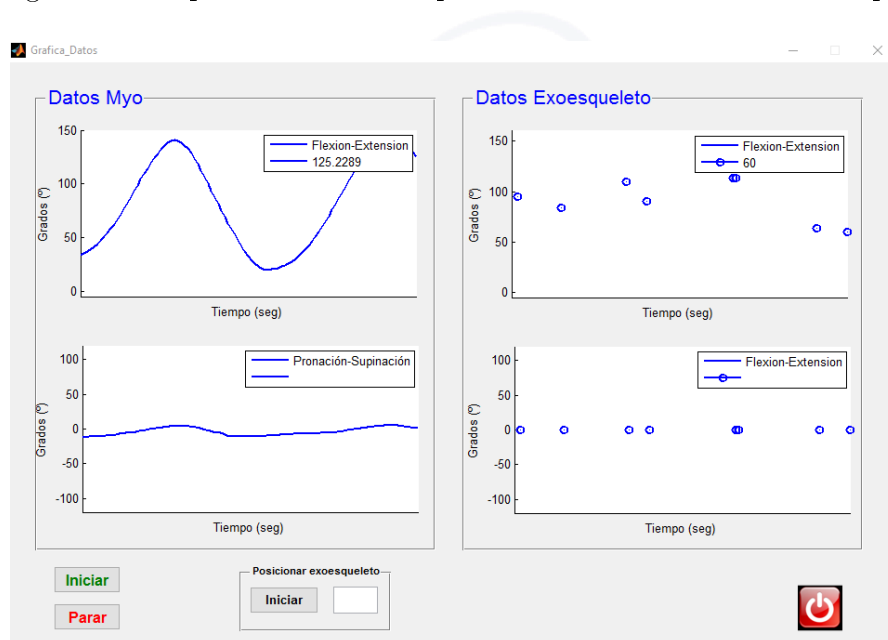 Grafica_Datos
Datos Myo
150
100
50
0
Grados (º)
Flexion-Extension
125.2289
Tiempo (seg)
100
50
0
-50
-100
Grados (º)
Pronación-Supinación
Tiempo (seg)
Datos Exoesqueleto
150
100
50
0
Grados (º)
Flexion-Extension
60
Tiempo (seg)
100
50
0
-50
-100
Grados (º)
Flexion-Extension
Tiempo (seg)
Iniciar
Parar
Posicionar exoesqueleto
Iniciar